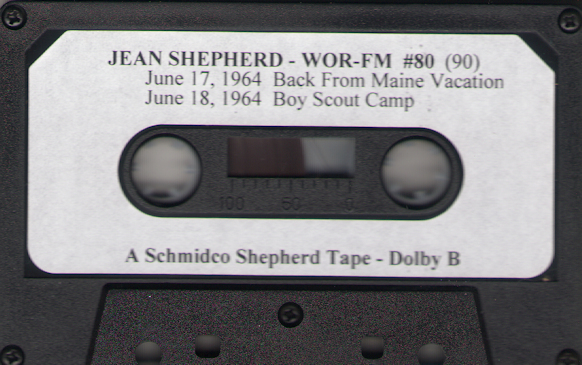 JEAN SHEPHERD - WOR-FM #80 (90)
June 17, 1964 Back From Maine Vacation
June 18, 1964 Boy Scout Camp
100 50 0
A Schmidco Shepherd Tape - Dolby B